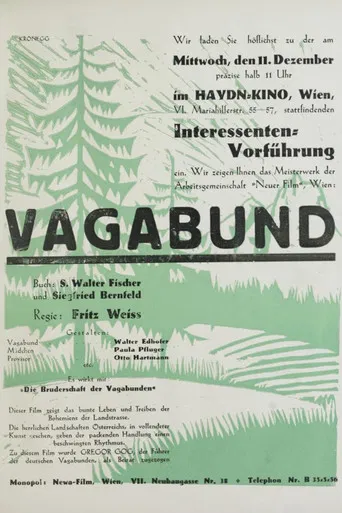 KRONEGG
Wir laden Sie höflichst zu der am
Mittwoch, den 11. Dezember
präzise halb 11 Uhr
im HAYDN-KINO, Wien,
VI. Mariahilferstr. 55–57, stattfindenden
Interessenten-
Vorführung
ein. Wir zeigen Ihnen das Meisterwerk der
Arbeitsgemeinschaft »Neuer Film«, Wien:
VAGABUND
Buch: S. Walter Fischer
und Siegfried Bernfeld
Regie: Fritz Weiss
Gestalten:
Vagabund Walter Edhofer
Mädchen Paula Pfluger
Provisor Otto Hartmann
etc.
Es wirkt mit
»Die Bruderschaft der Vagabunden«
Dieser Film zeigt das bunte Leben und Treiben der
Bohemiens der Landstrasse.
Die herrlichen Landschaften Österreichs, in vollendeter
Kunst gesehen, geben der packenden Handlung einen
beschwingten Rhythmus.
Zu diesem Film wurde GREGOR GOG, der Führer
der deutschen Vagabunden, als Beirat zugezogen
Monopol: Newa-Film, Wien, VII. Neubaugasse Nr. 38 + Telephon Nr. B 33-5-56